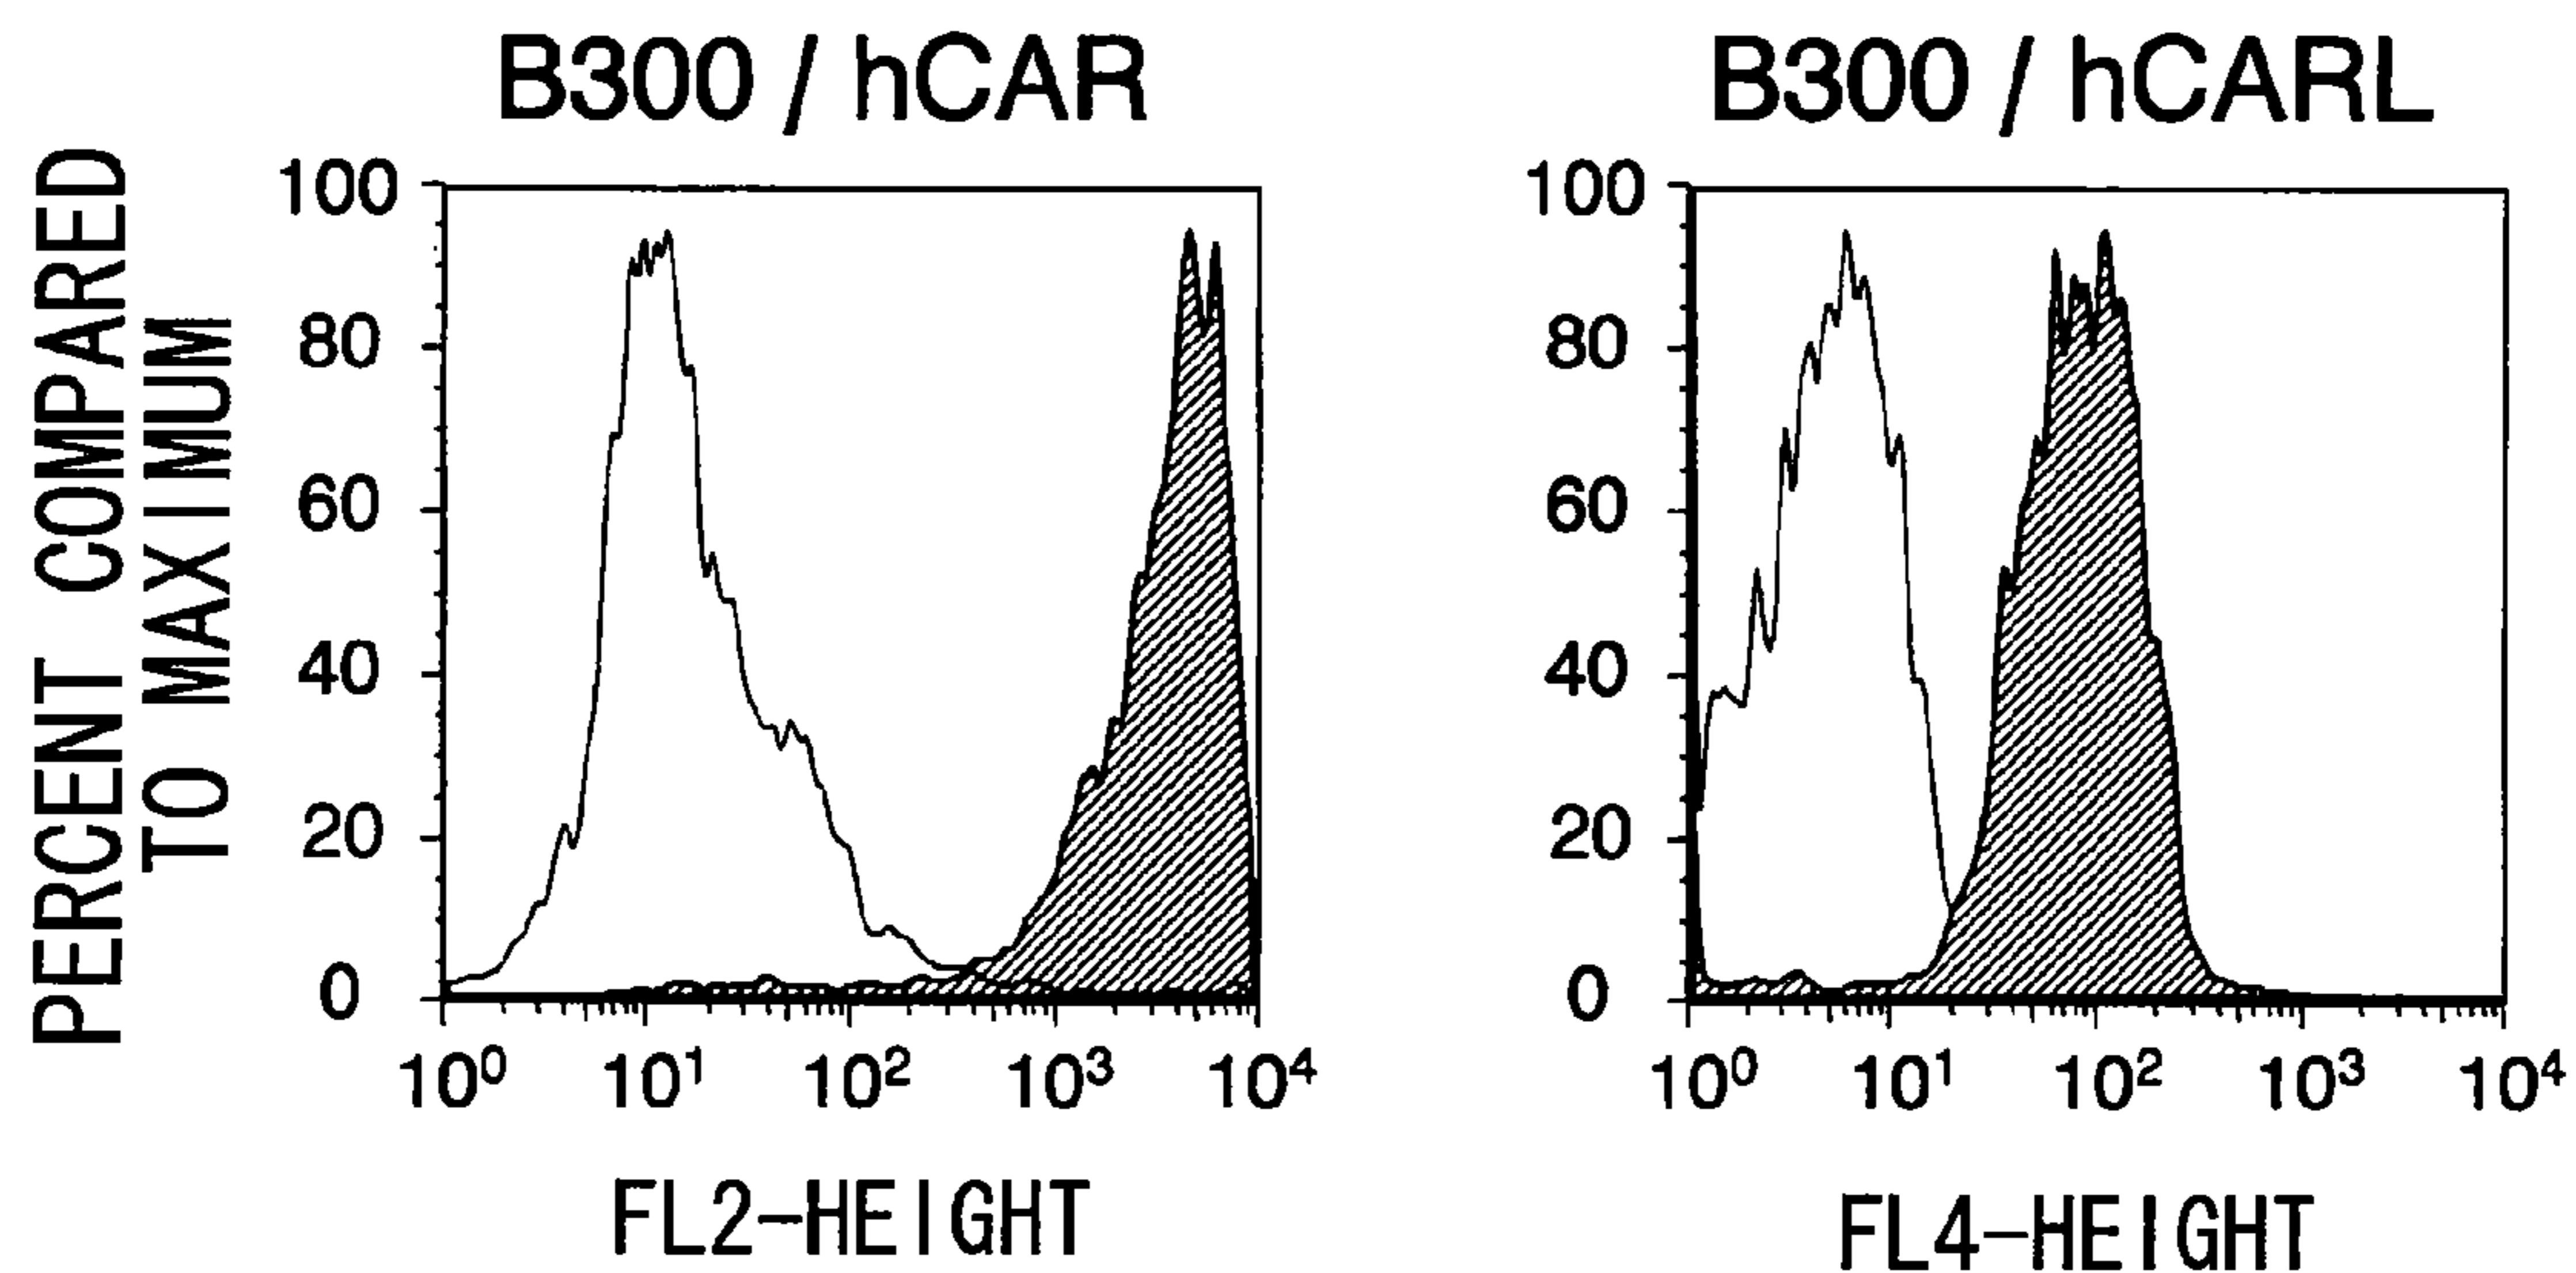 B300 / hCAR
PERCENT COMPARED
TO MAXIMUM
100
80
60
40
20
0
10⁰ 10¹ 10² 10³ 10⁴
FL2-HEIGHT
B300 / hCARL
100
80
60
40
20
0
10⁰ 10¹ 10² 10³ 10⁴
FL4-HEIGHT